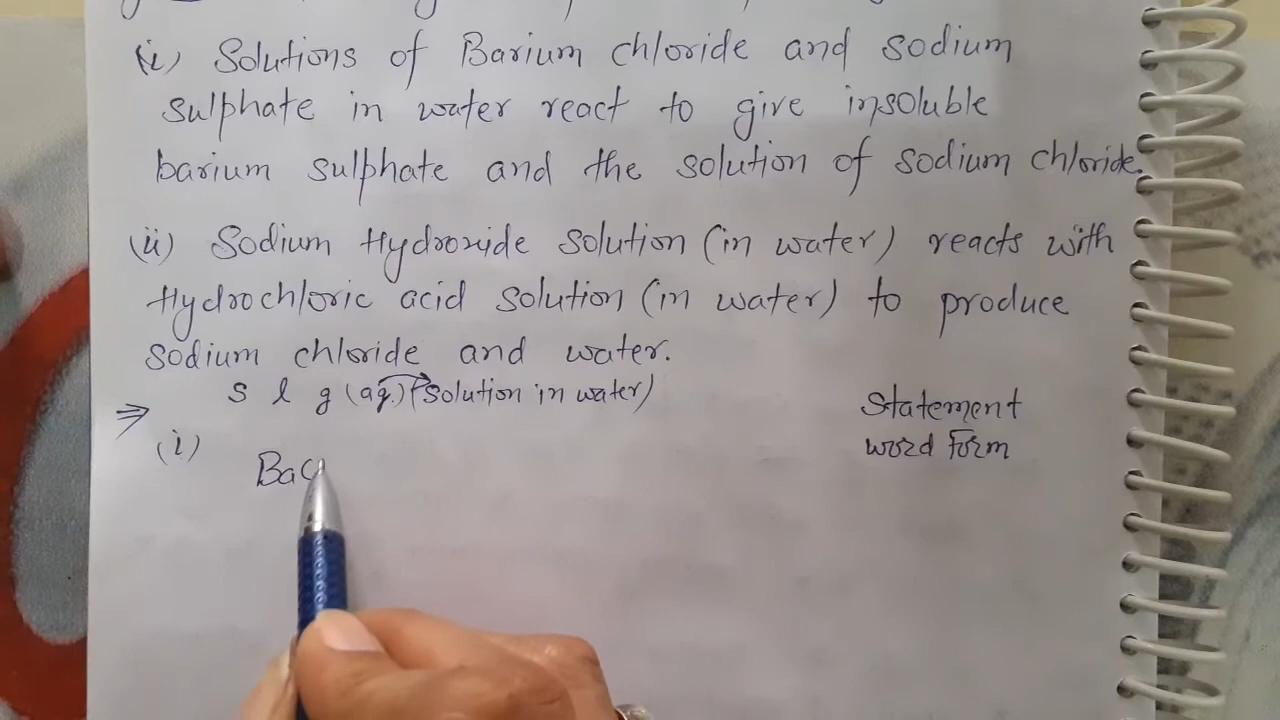 (i) Solutions of Barium chloride and sodium
sulphate in water react to give insoluble
barium sulphate and the solution of sodium chloride.
(ii) Sodium Hydroxide solution (in water) reacts with
Hydrochloric acid solution (in water) to produce
sodium chloride and water.
s l g (aq.) (solution in water)
⇒
Statement
word form
(i)
BaC